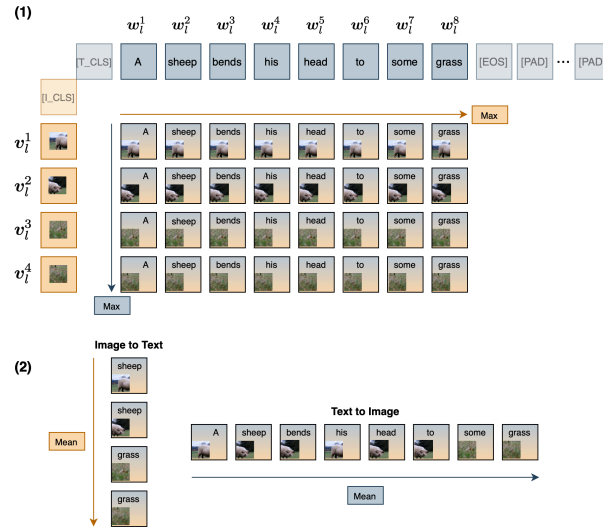 (1)
w_l^1 w_l^2 w_l^3 w_l^4 w_l^5 w_l^6 w_l^7 w_l^8
[T_CLS] A sheep bends his head to some grass [EOS] [PAD] ... [PAD
[I_CLS]
Max
v_l^1 A sheep bends his head to some grass
v_l^2 A sheep bends his head to some grass
v_l^3 A sheep bends his head to some grass
v_l^4 A sheep bends his head to some grass
Max
(2)
Image to Text
sheep
sheep
grass
grass
Mean
Text to Image
A sheep bends his head to some grass
Mean